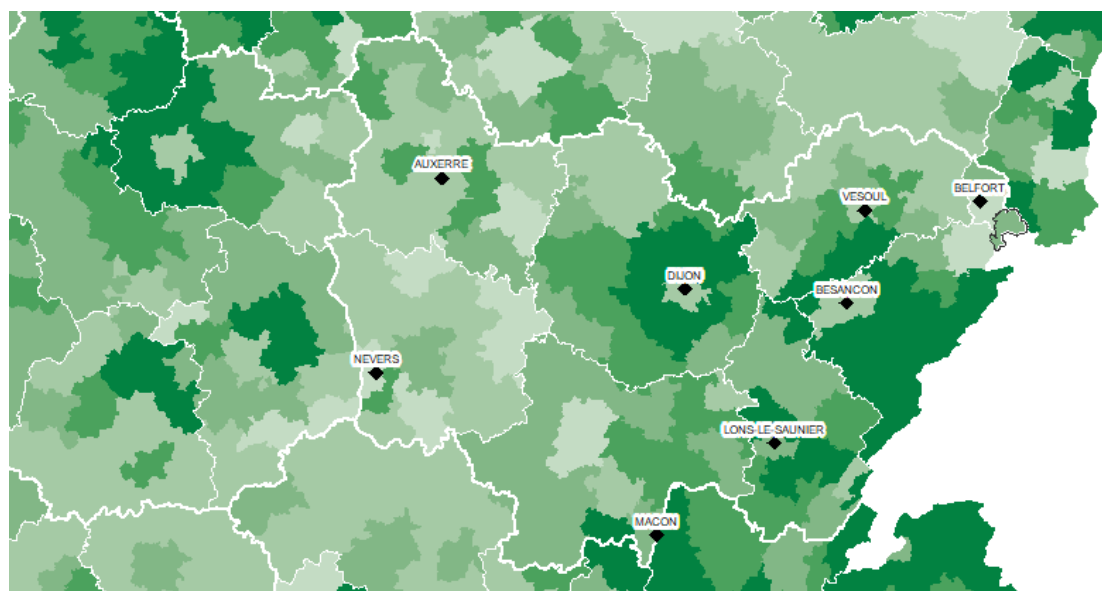 AUXERRE
BELFORT
VESOUL
DIJON
BESANCON
NEVERS
LONS-LE-SAUNIER
MACON